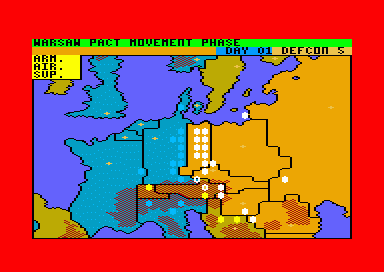 WARSAW PACT MOVEMENT PHASE
DAY 01 DEFCON 5
ARM.
AIR.
SUP.